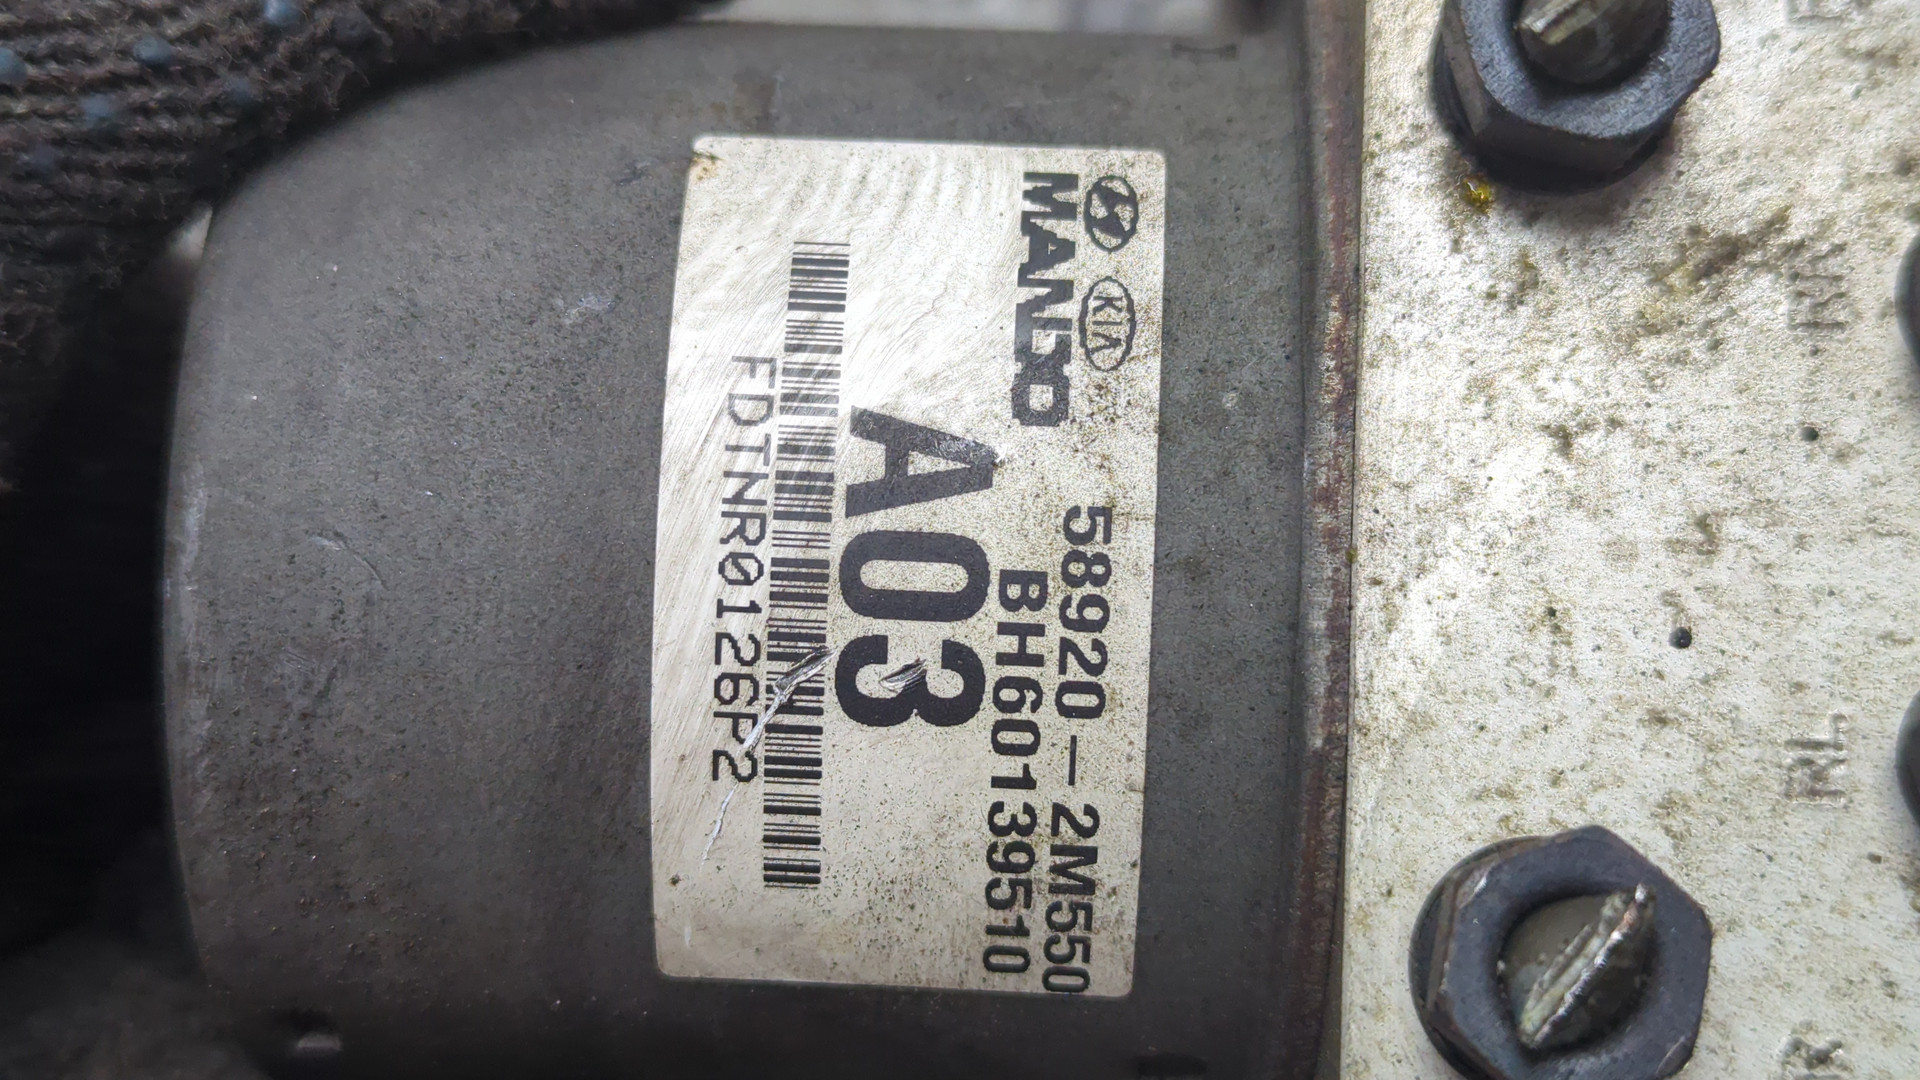 KIA
MANDO
58920-2M550
BH60139510
A03
FDTNR0126P2
RL